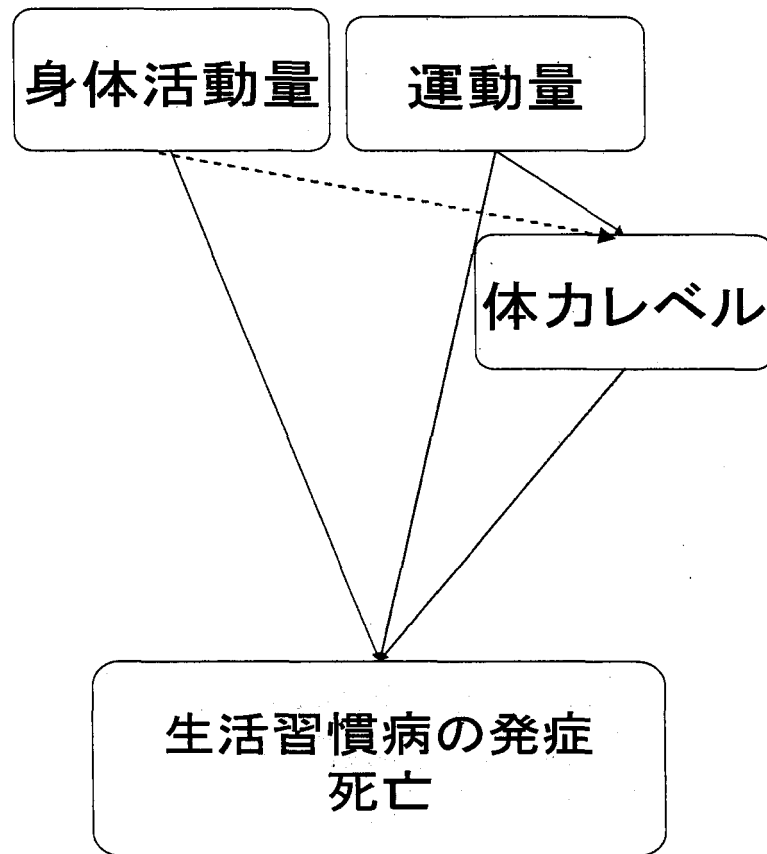 身体活動量
運動量
体力レベル
生活習慣病の発症
死亡